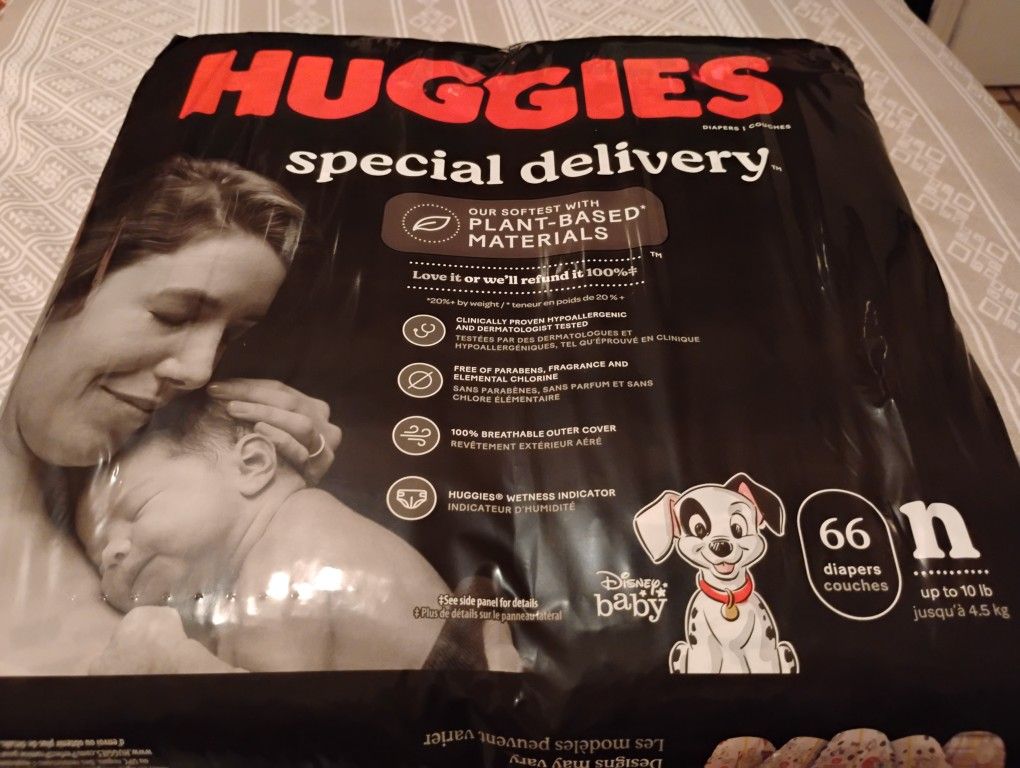 HUGGIES
DIAPERS | COUCHES
special delivery™
OUR SOFTEST WITH
PLANT-BASED*
MATERIALS
™
Love it or we'll refund it 100%‡
*20%+ by weight / * teneur en poids de 20 % +
CLINICALLY PROVEN HYPOALLERGENIC
AND DERMATOLOGIST TESTED
TESTÉES PAR DES DERMATOLOGUES ET
HYPOALLERGÉNIQUES, TEL QU'ÉPROUVÉ EN CLINIQUE
FREE OF PARABENS, FRAGRANCE AND
ELEMENTAL CHLORINE
SANS PARABÈNES, SANS PARFUM ET SANS
CHLORE ÉLÉMENTAIRE
100% BREATHABLE OUTER COVER
REVÊTEMENT EXTÉRIEUR AÉRÉ
HUGGIES® WETNESS INDICATOR
INDICATEUR D'HUMIDITÉ
‡See side panel for details
‡Plus de détails sur le panneau latéral
Disney
baby
66
diapers
couches
n
up to 10 lb
jusqu'à 4.5 kg
Designs may vary
Les modèles peuvent varier